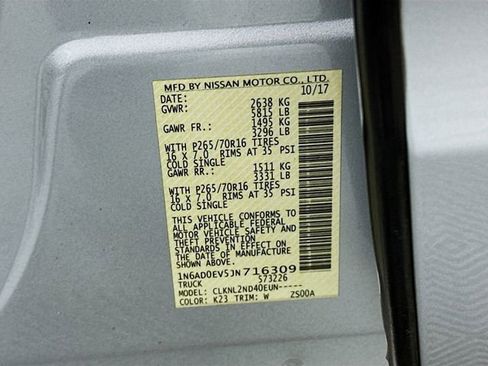 MFD BY NISSAN MOTOR CO., LTD.
DATE: 10/17
GVWR: 2638 KG
5815 LB
GAWR FR.: 1495 KG
3296 LB
WITH P265/70R16 TIRES
16 X 7.0 RIMS AT 35 PSI
COLD SINGLE
GAWR RR.: 1511 KG
3331 LB
WITH P265/70R16 TIRES
16 X 7.0 RIMS AT 35 PSI
COLD SINGLE
THIS VEHICLE CONFORMS TO
ALL APPLICABLE FEDERAL
MOTOR VEHICLE SAFETY AND
THEFT PREVENTION STANDARDS
IN EFFECT ON THE
DATE OF MANUFACTURE
1N6AD0EV5JN716309
TRUCK 573226
MODEL: CLKNL2ND40EUN-----
COLOR: K23 TRIM: W ZS00A